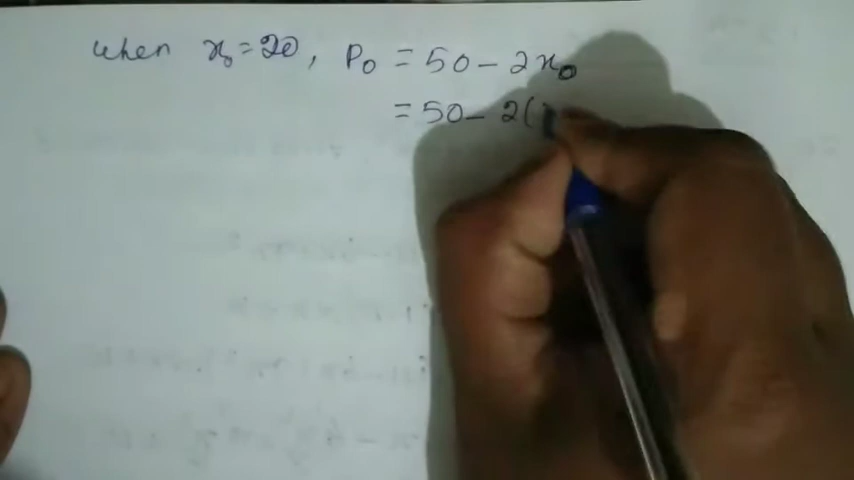 when x₀ = 20, P₀ = 50 - 2x₀
= 50 - 2(